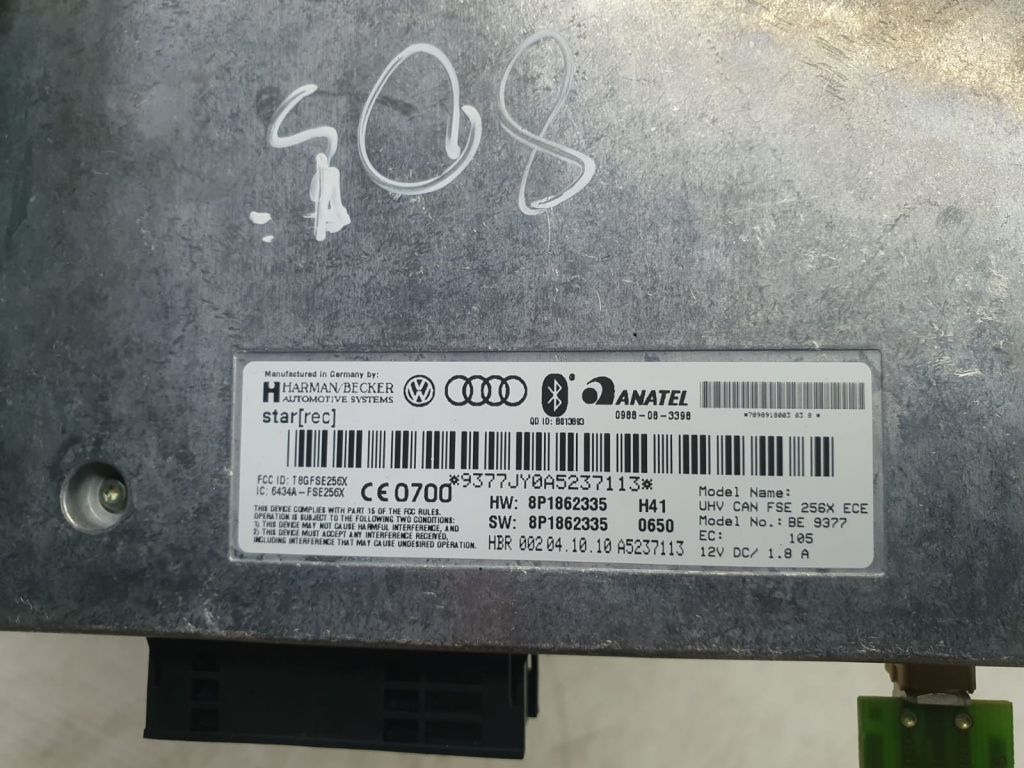 508
Manufactured in Germany by:
HARMAN/BECKER
AUTOMOTIVE SYSTEMS
star[rec]
QD ID: B013893
ANATEL
0988-08-3398
*9377JY0A5237113*
FCC ID: T8GFSE256X
IC: 6434A-FSE256X
CE0700
THIS DEVICE COMPLIES WITH PART 15 OF THE FCC RULES.
OPERATION IS SUBJECT TO THE FOLLOWING TWO CONDITIONS:
1) THIS DEVICE MAY NOT CAUSE HARMFUL INTERFERENCE, AND
2) THIS DEVICE MUST ACCEPT ANY INTERFERENCE RECEIVED,
INCLUDING INTERFERENCE THAT MAY CAUSE UNDESIRED OPERATION.
HW: 8P1862335 H41
SW: 8P1862335 0650
HBR 002 04.10.10 A5237113
Model Name:
UHV CAN FSE 256X ECE
Model No.: BE 9377
EC: 105
12V DC/ 1.8 A